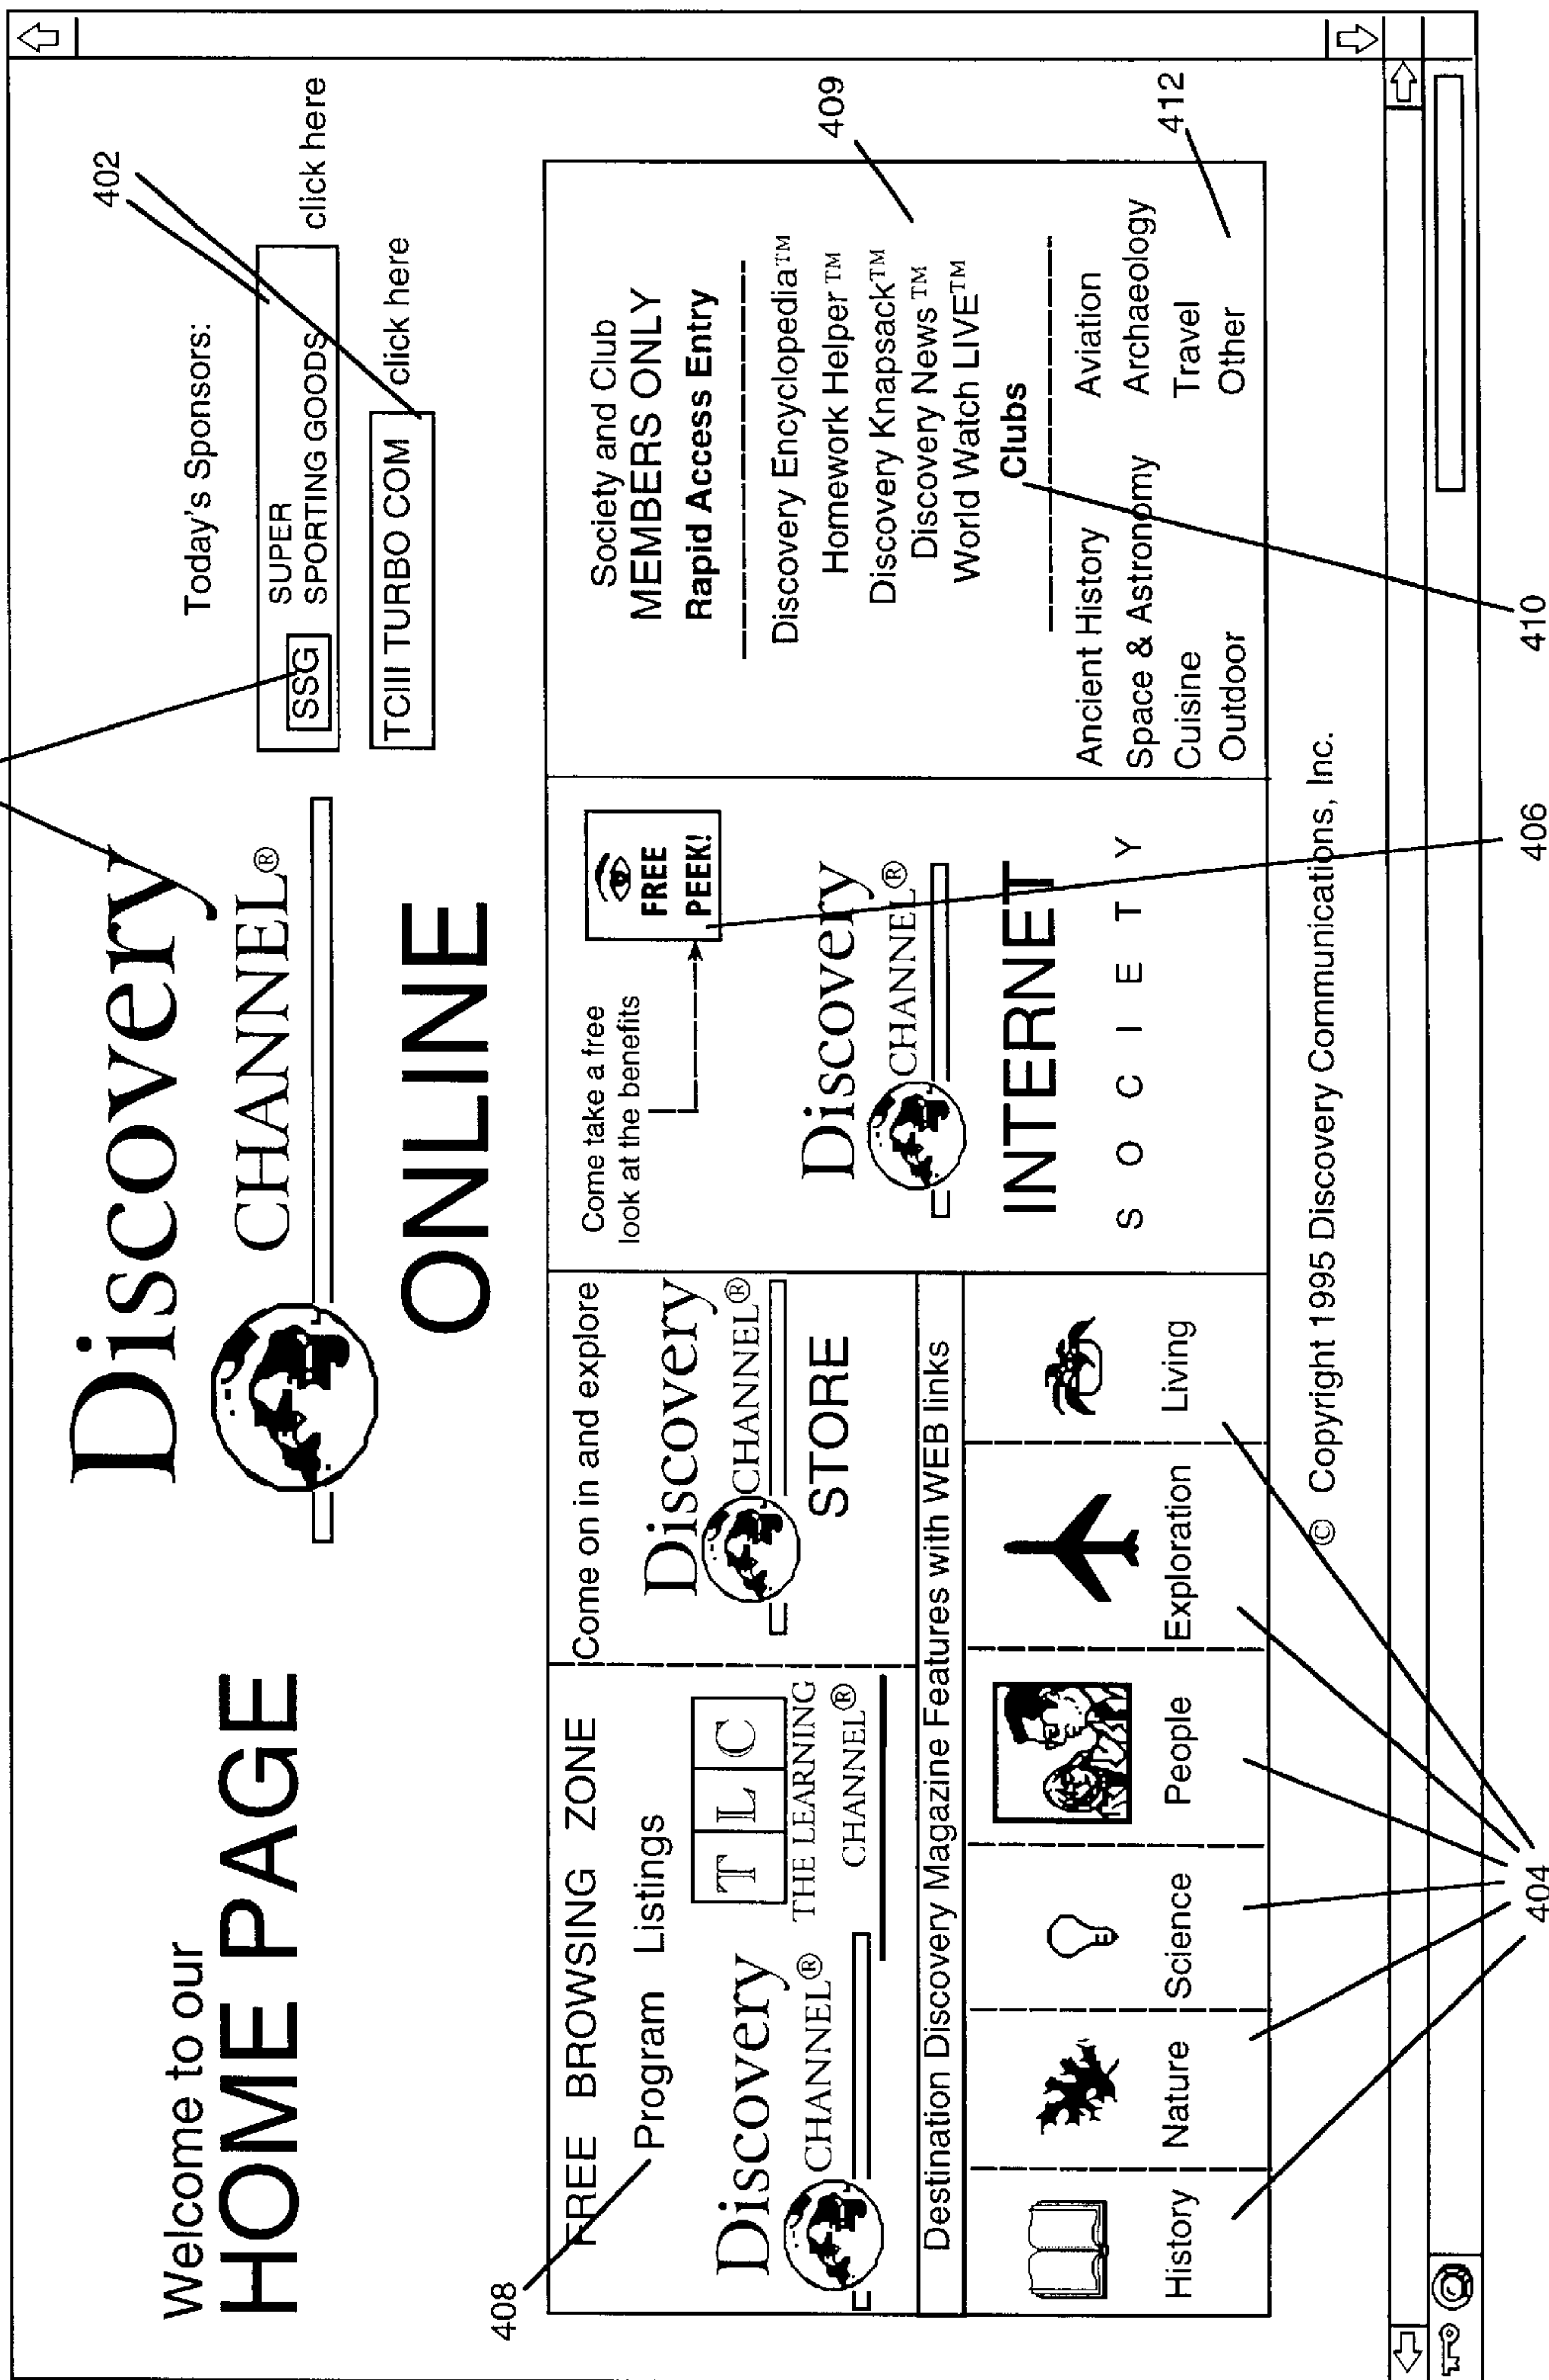 Welcome to our
HOME PAGE
Discovery
CHANNEL®
ONLINE
Today's Sponsors:
402
SSG
SUPER
SPORTING GOODS
click here
TCIII TURBO COM
click here
408
FREE BROWSING ZONE
Program Listings
Discovery
CHANNEL®
T L C
THE LEARNING
CHANNEL®
Come on in and explore
Discovery
CHANNEL®
STORE
Destination Discovery Magazine Features with WEB links
History
Nature
Science
People
Exploration
Living
404
Come take a free
look at the benefits
FREE
PEEK!
Discovery
CHANNEL®
INTERNET
S O C I E T Y
406
Society and Club
MEMBERS ONLY
Rapid Access Entry
409
Discovery Encyclopedia™
Homework Helper™
Discovery Knapsack™
Discovery News™
World Watch LIVE™
Clubs
410
Ancient History Aviation
Space & Astronomy Archaeology
Cuisine Travel
Outdoor Other
412
© Copyright 1995 Discovery Communications, Inc.